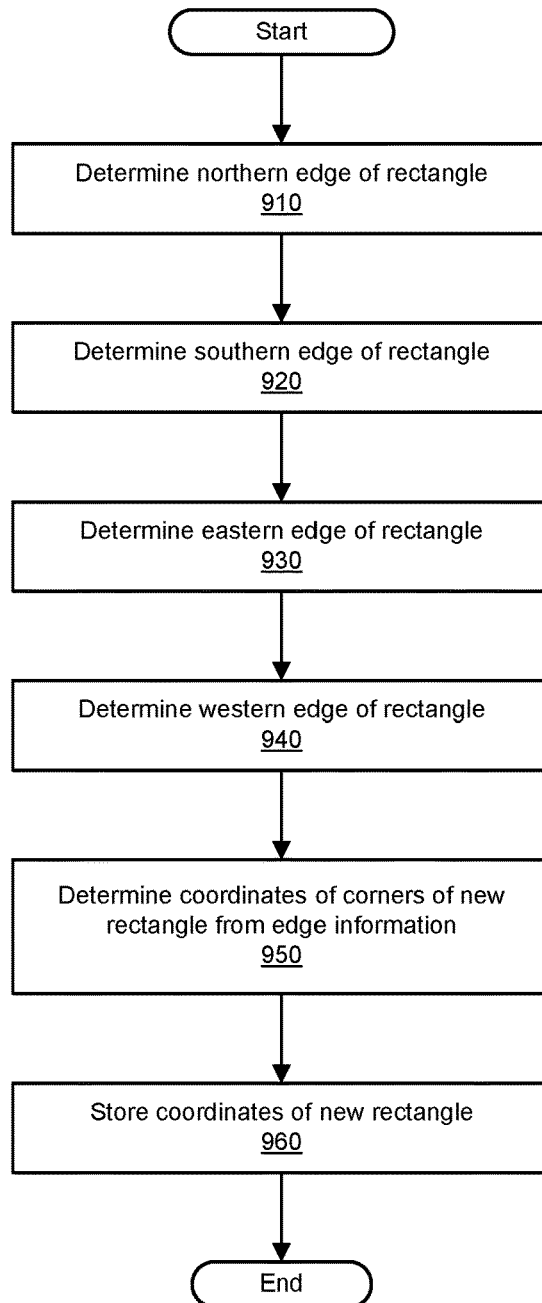 Start
Determine northern edge of rectangle
910
Determine southern edge of rectangle
920
Determine eastern edge of rectangle
930
Determine western edge of rectangle
940
Determine coordinates of corners of new
rectangle from edge information
950
Store coordinates of new rectangle
960
End